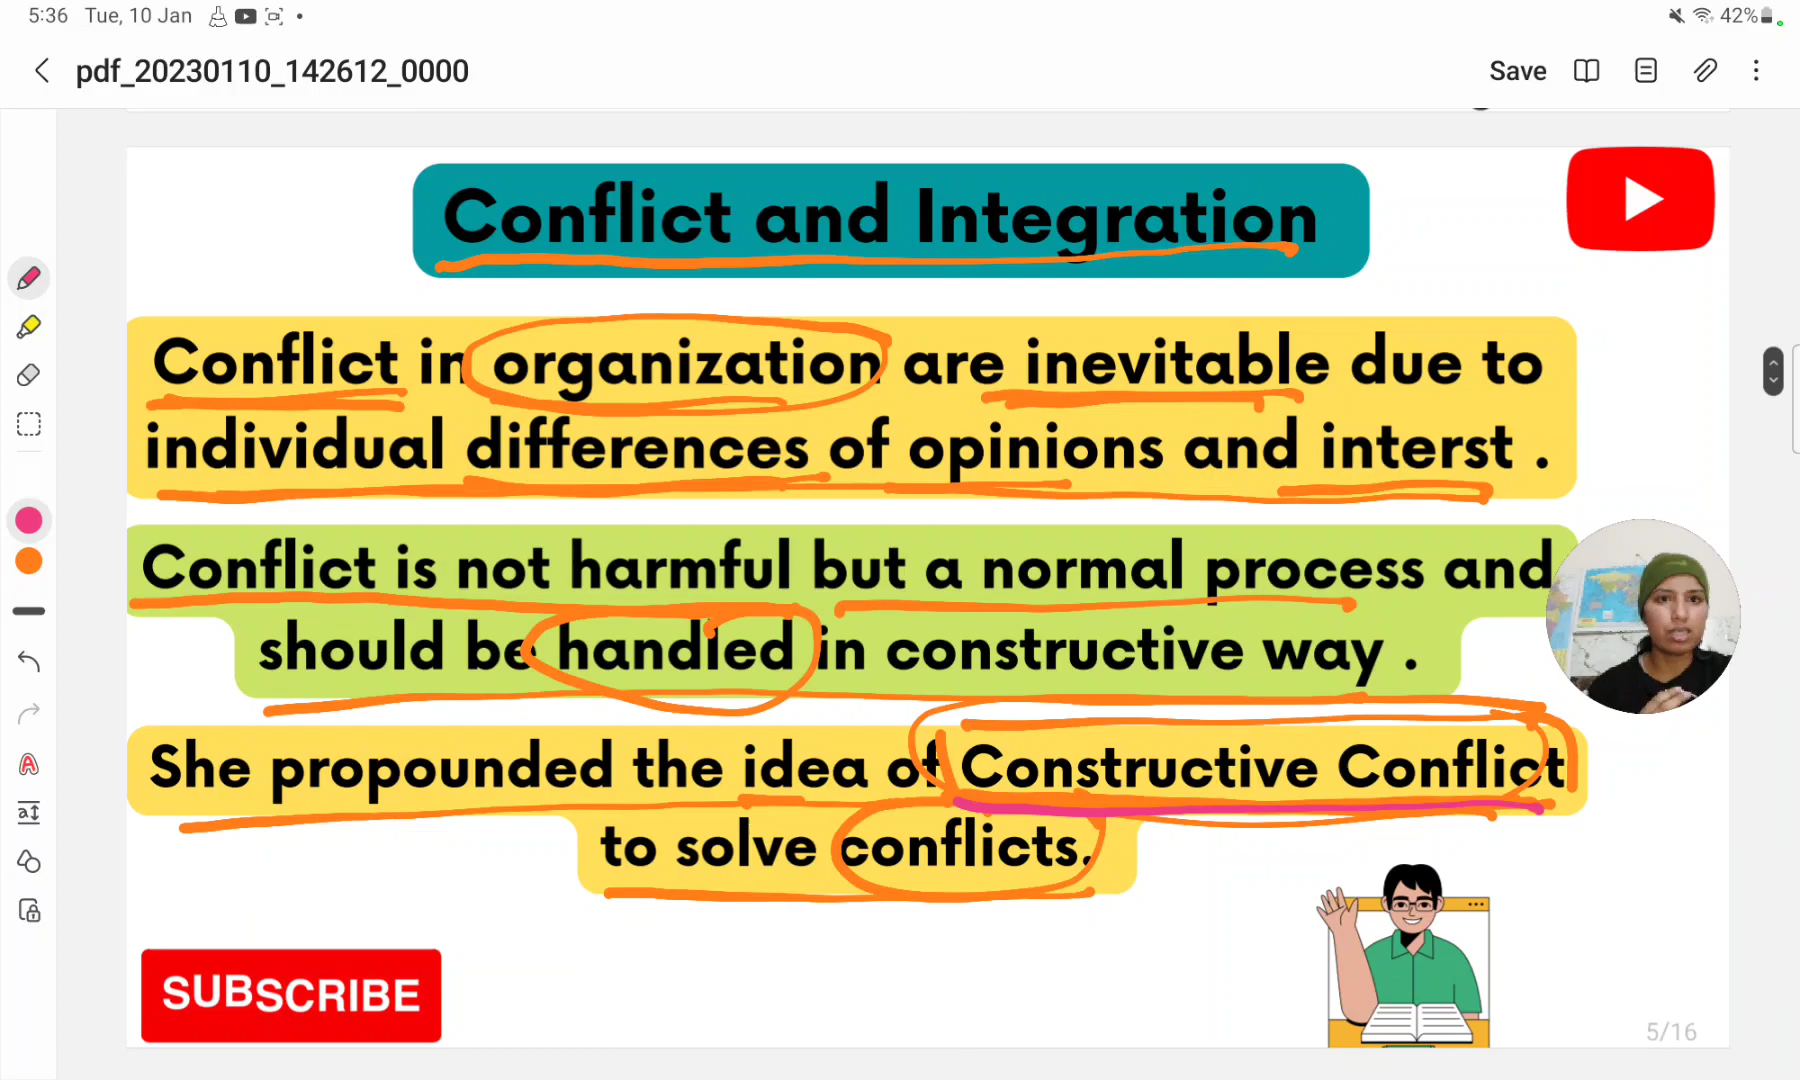 5:36 Tue, 10 Jan
42%
pdf_20230110_142612_0000
Save
Conflict and Integration
Conflict in organization are inevitable due to
individual differences of opinions and interst .
Conflict is not harmful but a normal process and
should be handled in constructive way .
She propounded the idea of Constructive Conflict
to solve conflicts.
SUBSCRIBE
5/16